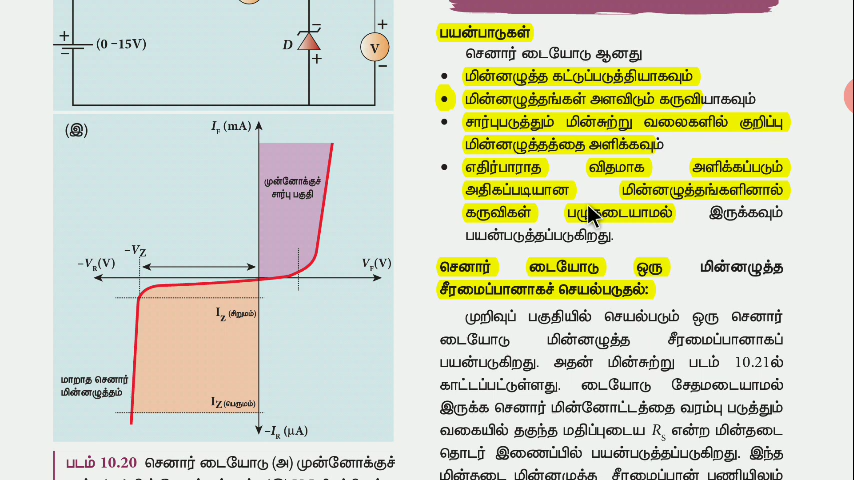 +
(0 –15V)
D
–
+
+
V
–
(இ)
I_F (mA)
முன்னோக்குச்
சார்பு பகுதி
–V_Z
–V_R(V)
V_F(V)
I_Z (சிறுமம்)
மாறாத செனார்
மின்னழுத்தம்
I_Z (பெருமம்)
–I_R (μA)
படம் 10.20 செனார் டையோடு (அ) முன்னோக்குச்
பயன்பாடுகள்
செனார் டையோடு ஆனது
• மின்னழுத்த கட்டுப்படுத்தியாகவும்
• மின்னழுத்தங்கள் அளவிடும் கருவியாகவும்
• சார்புபடுத்தும் மின்சுற்று வலைகளில் குறிப்பு
மின்னழுத்தத்தை அளிக்கவும்
• எதிர்பாராத விதமாக அளிக்கப்படும்
அதிகப்படியான மின்னழுத்தங்களினால்
கருவிகள் பழுதடையாமல் இருக்கவும்
பயன்படுத்தப்படுகிறது.
செனார் டையோடு ஒரு மின்னழுத்த
சீரமைப்பானாகச் செயல்படுதல்:
முறிவுப் பகுதியில் செயல்படும் ஒரு செனார்
டையோடு மின்னழுத்த சீரமைப்பானாகப்
பயன்படுகிறது. அதன் மின்சுற்று படம் 10.21ல்
காட்டப்பட்டுள்ளது. டையோடு சேதமடையாமல்
இருக்க செனார் மின்னோட்டத்தை வரம்பு படுத்தும்
வகையில் தகுந்த மதிப்புடைய R_S என்ற மின்தடை
தொடர் இணைப்பில் பயன்படுத்தப்படுகிறது. இந்த
மின்தடை மின்னழுத்த சீரமைப்பான் பணியிலும்